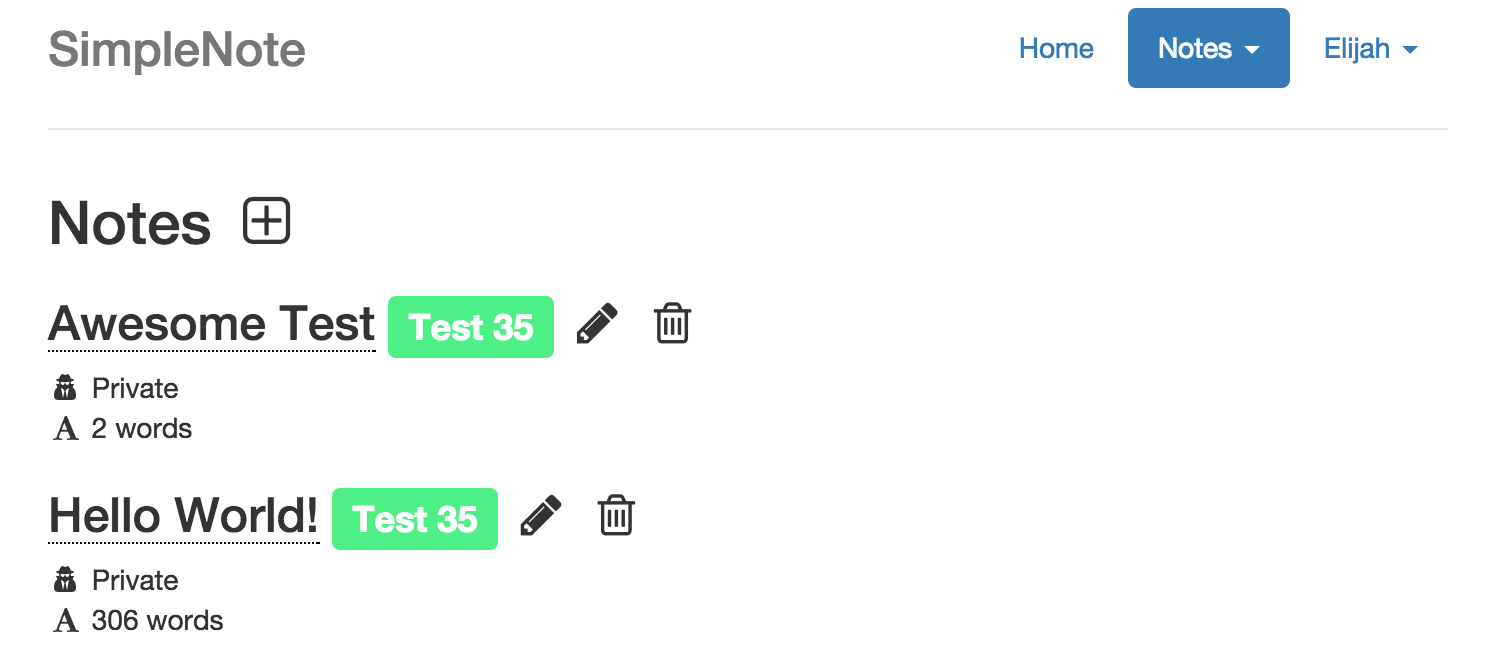 SimpleNote Home Notes Elijah
Notes
Awesome Test Test 35
Private
2 words
Hello World! Test 35
Private
306 words